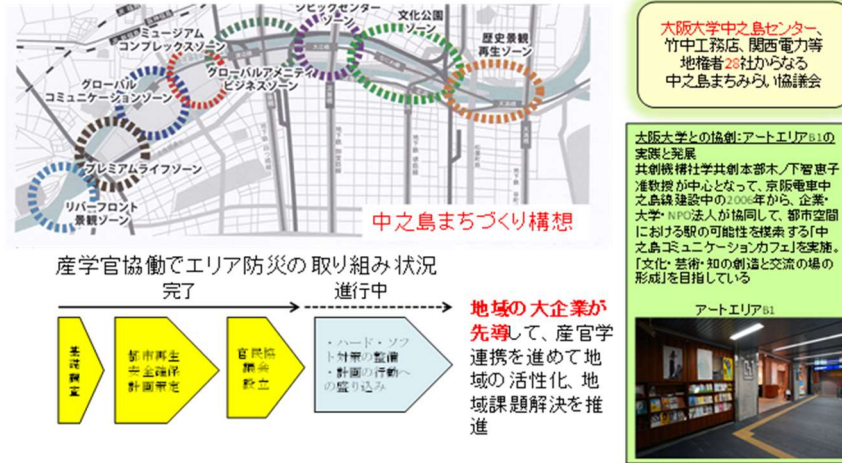 シビックセンター
ゾーン
文化公園
ゾーン
ミュージアム
コンプレックスゾーン
歴史景観
再生ゾーン
グローバル
コミュニケーションゾーン
グローバルアメニティ
ビジネスゾーン
プレミアムライフゾーン
リバーフロント
景観ゾーン
中之島まちづくり構想
大阪大学中之島センター、
竹中工務店、関西電力等
地権者28社からなる
中之島まちみらい協議会
大阪大学との協創:アートエリアB1の
実践と発展
共創機構社学共創本部木ノ下智恵子
准教授が中心となって、京阪電車中
之島線建設中の2006年から、企業・
大学・NPO法人が協同して、都市空間
における駅の可能性を模索する「中
之島コミュニケーションカフェ」を実施。
「文化・芸術・知の創造と交流の場の
形成」を目指している
アートエリアB1
産学官協働でエリア防災の取り組み状況
完了
進行中
基礎調査
都市再生
安全確保
計画策定
官民協
議会
設立
・ハード・ソフ
ト対策の整備
・計画の行動へ
の盛り込み
地域の大企業が
先導して、産官学
連携を進めて地
域の活性化、地
域課題解決を推
進